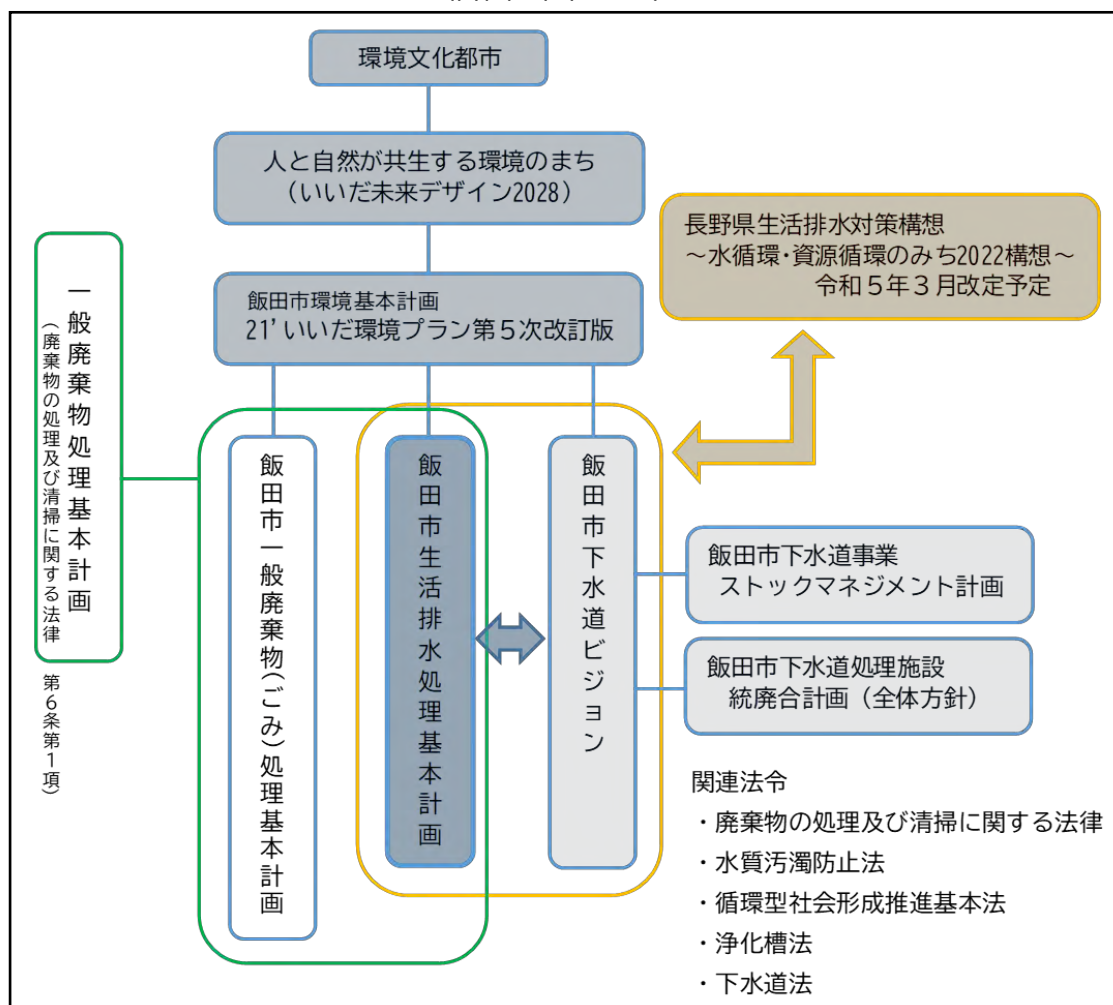 環境文化都市
人と自然が共生する環境のまち
（いいだ未来デザイン2028）
長野県生活排水対策構想
～水循環・資源循環のみち2022構想～
令和５年３月改定予定
飯田市環境基本計画
21’いいだ環境プラン第５次改訂版
一般廃棄物処理基本計画
（廃棄物の処理及び清掃に関する法律　第６条第１項）
飯田市一般廃棄物（ごみ）処理基本計画
飯田市生活排水処理基本計画
飯田市下水道ビジョン
飯田市下水道事業
ストックマネジメント計画
飯田市下水道処理施設
統廃合計画（全体方針）
関連法令
・廃棄物の処理及び清掃に関する法律
・水質汚濁防止法
・循環型社会形成推進基本法
・浄化槽法
・下水道法